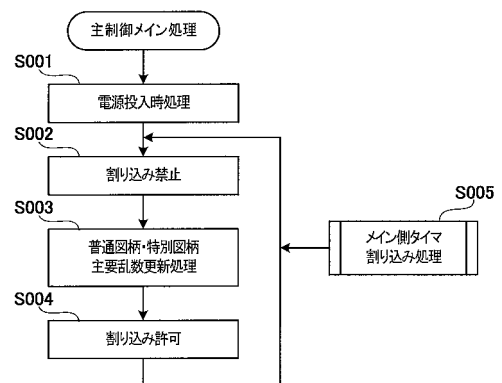 主制御メイン処理
S001
電源投入時処理
S002
割り込み禁止
S003
普通図柄・特別図柄
主要乱数更新処理
S004
割り込み許可
S005
メイン側タイマ
割り込み処理